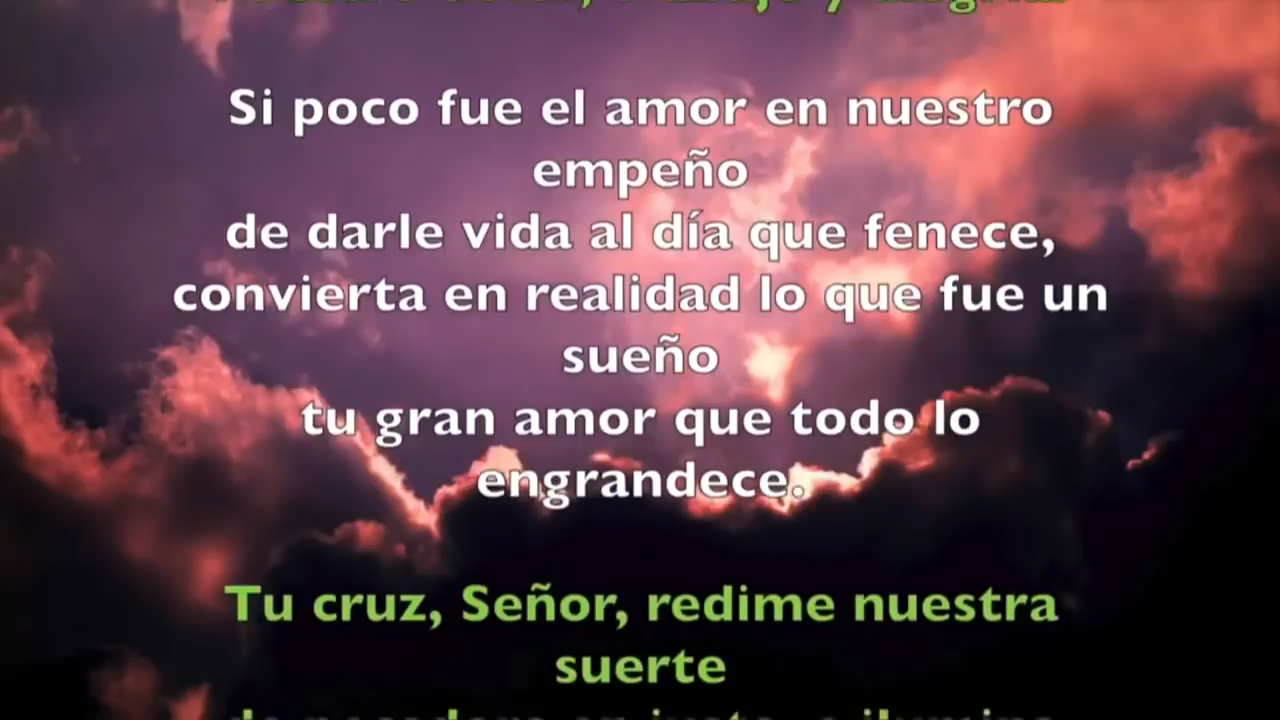 Si poco fue el amor en nuestro
empeño
de darle vida al día que fenece,
convierta en realidad lo que fue un
sueño
tu gran amor que todo lo
engrandece.
Tu cruz, Señor, redime nuestra
suerte